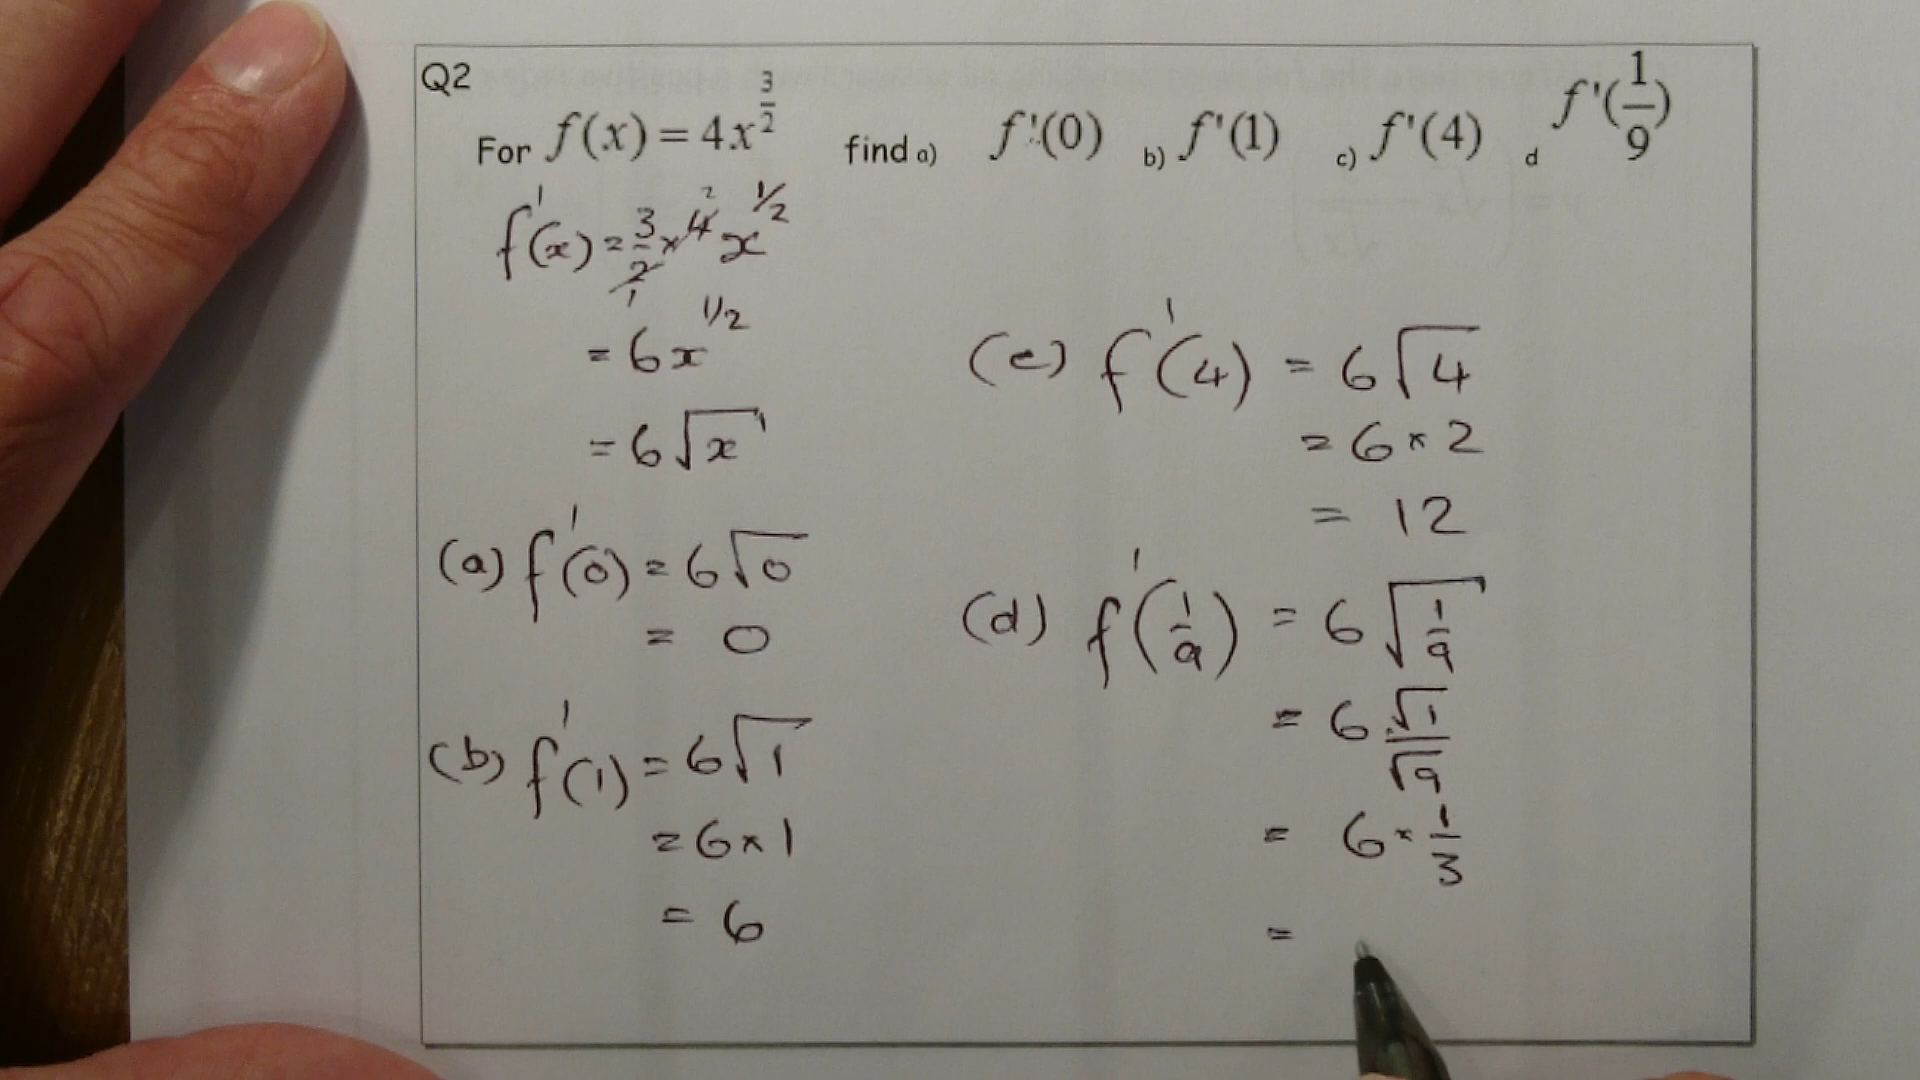 Q2
For f(x) = 4x^(3/2) find a) f'(0) b) f'(1) c) f'(4) d f'(1/9)
f'(x) = 3/2 × 4 x^(1/2)
1 2
= 6x^(1/2)
= 6√x
(a) f'(0) = 6√0
= 0
(b) f'(1) = 6√1
= 6 × 1
= 6
(c) f'(4) = 6√4
= 6 × 2
= 12
(d) f'(1/9) = 6√(1/9)
= 6 √1/√9
= 6 × 1/3
=